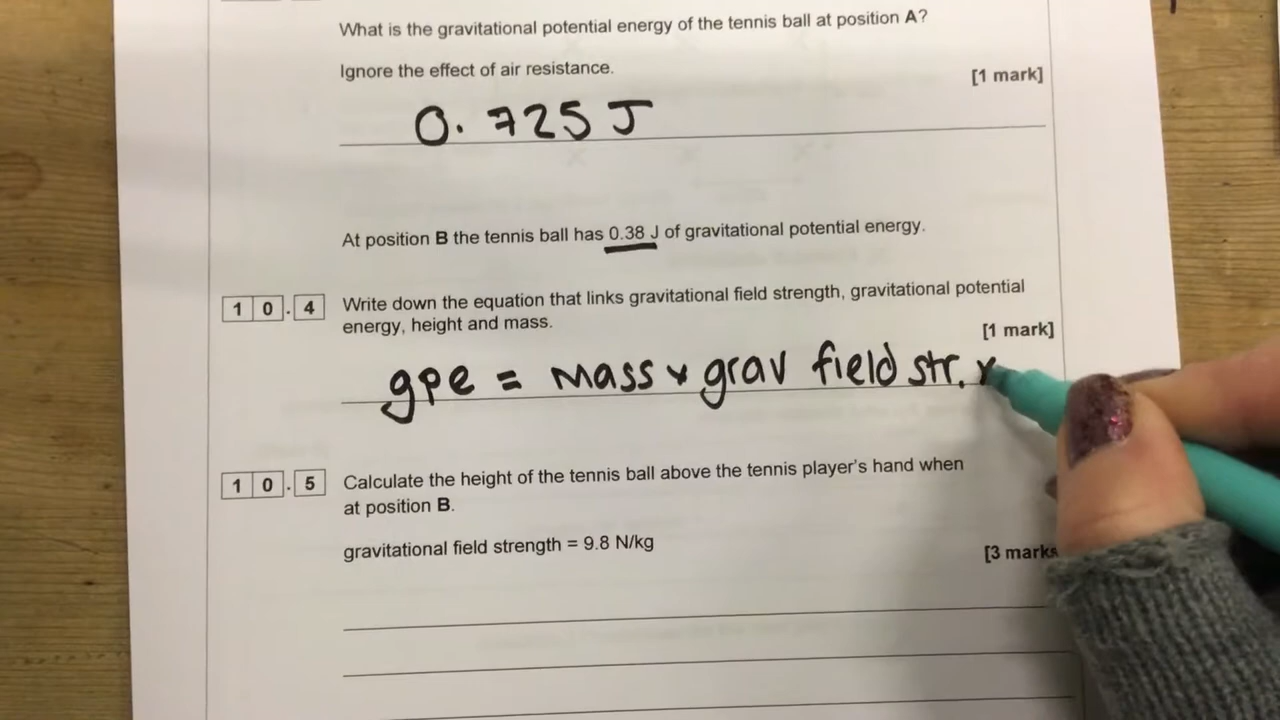 What is the gravitational potential energy of the tennis ball at position A?
Ignore the effect of air resistance.
[1 mark]
0.725 J
At position B the tennis ball has 0.38 J of gravitational potential energy.
10.4 Write down the equation that links gravitational field strength, gravitational potential
energy, height and mass.
[1 mark]
gpe = mass x grav field str. x
10.5 Calculate the height of the tennis ball above the tennis player's hand when
at position B.
gravitational field strength = 9.8 N/kg
[3 marks